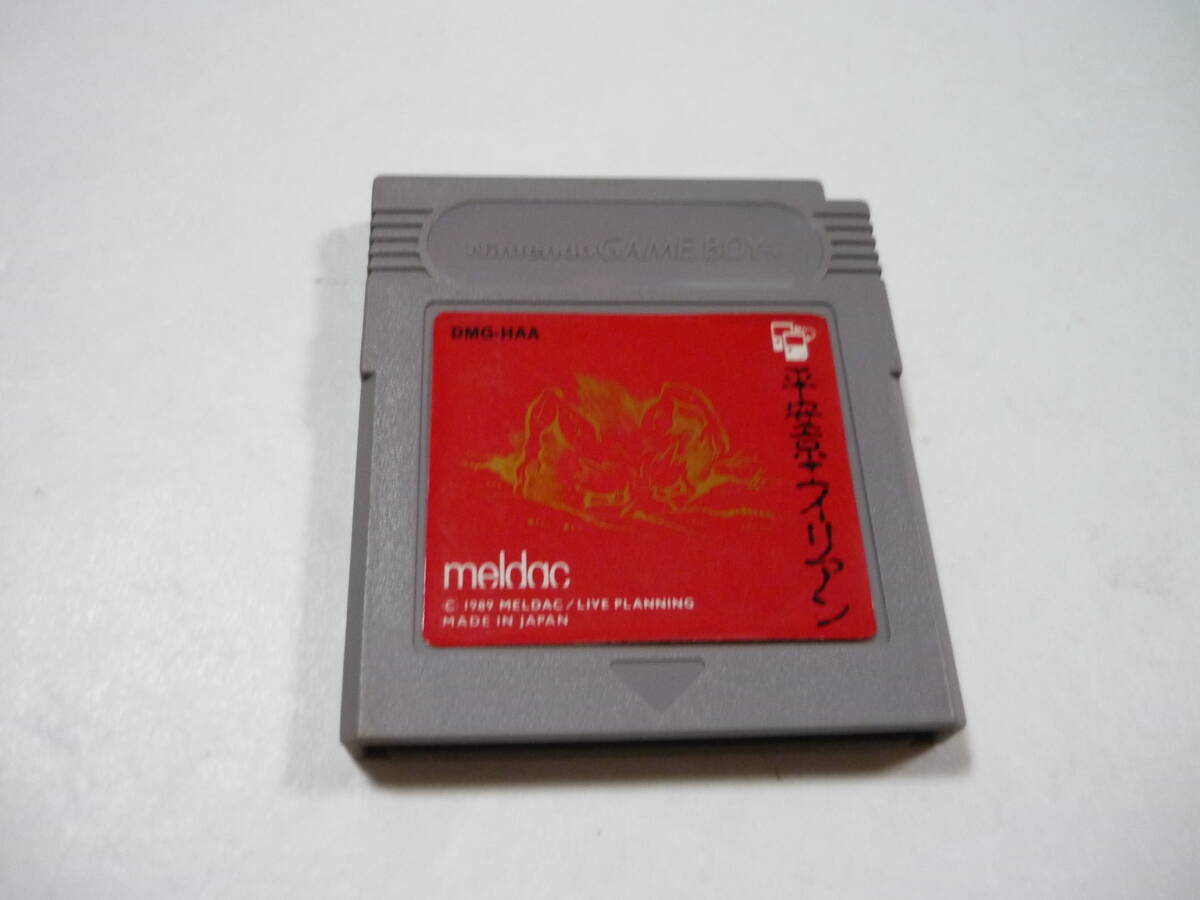 Nintendo GAME BOY
DMG-HAA
平安京エイリアン
meldac
© 1989 MELDAC/LIVE PLANNING
MADE IN JAPAN